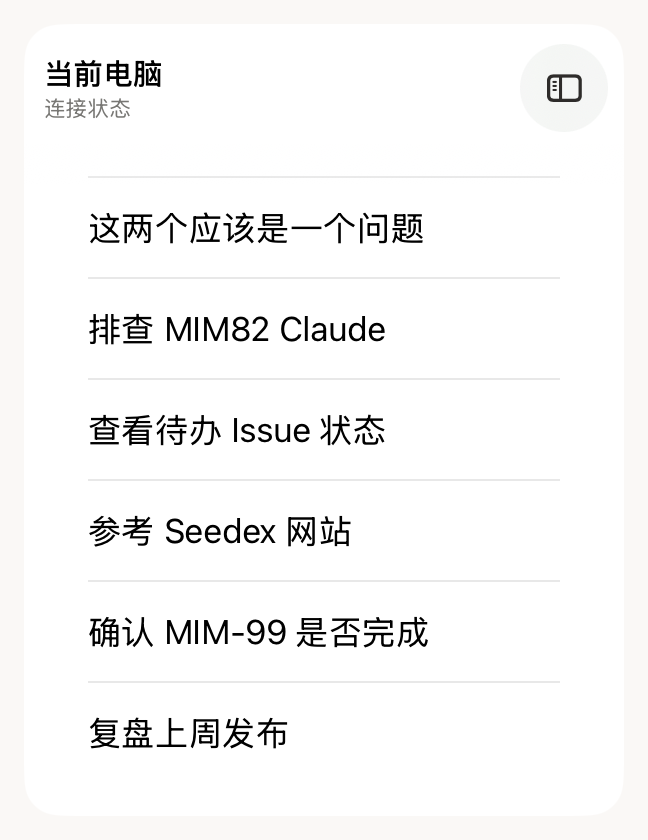 当前电脑
连接状态
这两个应该是一个问题
排查 MIM82 Claude
查看待办 Issue 状态
参考 Seedex 网站
确认 MIM-99 是否完成
复盘上周发布